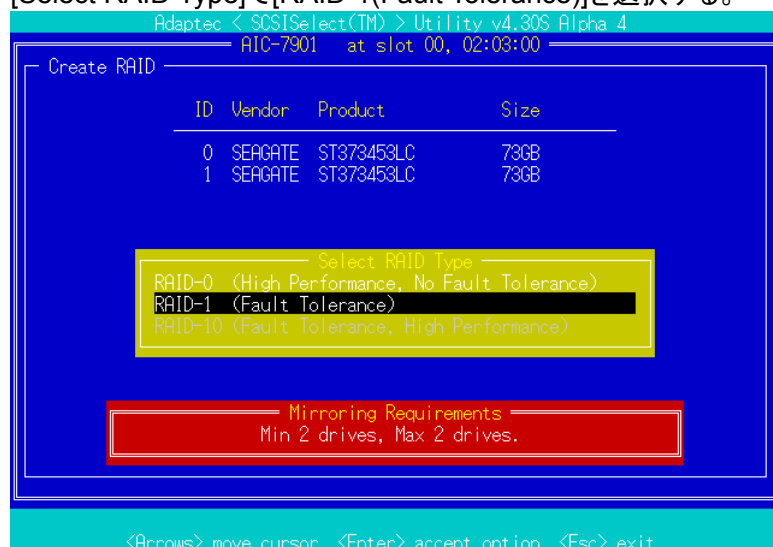 [Select RAID Type]で[RAID-1(Fault Tolerance)]を選択する。
Adaptec < SCSISelect(TM) > Utility v4.30S Alpha 4
AIC-7901 at slot 00, 02:03:00
Create RAID
ID Vendor Product Size
0 SEAGATE ST373453LC 73GB
1 SEAGATE ST373453LC 73GB
Select RAID Type
RAID-0 (High Performance, No Fault Tolerance)
RAID-1 (Fault Tolerance)
RAID-10 (Fault Tolerance, High Performance)
Mirroring Requirements
Min 2 drives, Max 2 drives.
<Arrows> move cursor, <Enter> accept option, <Esc> exit